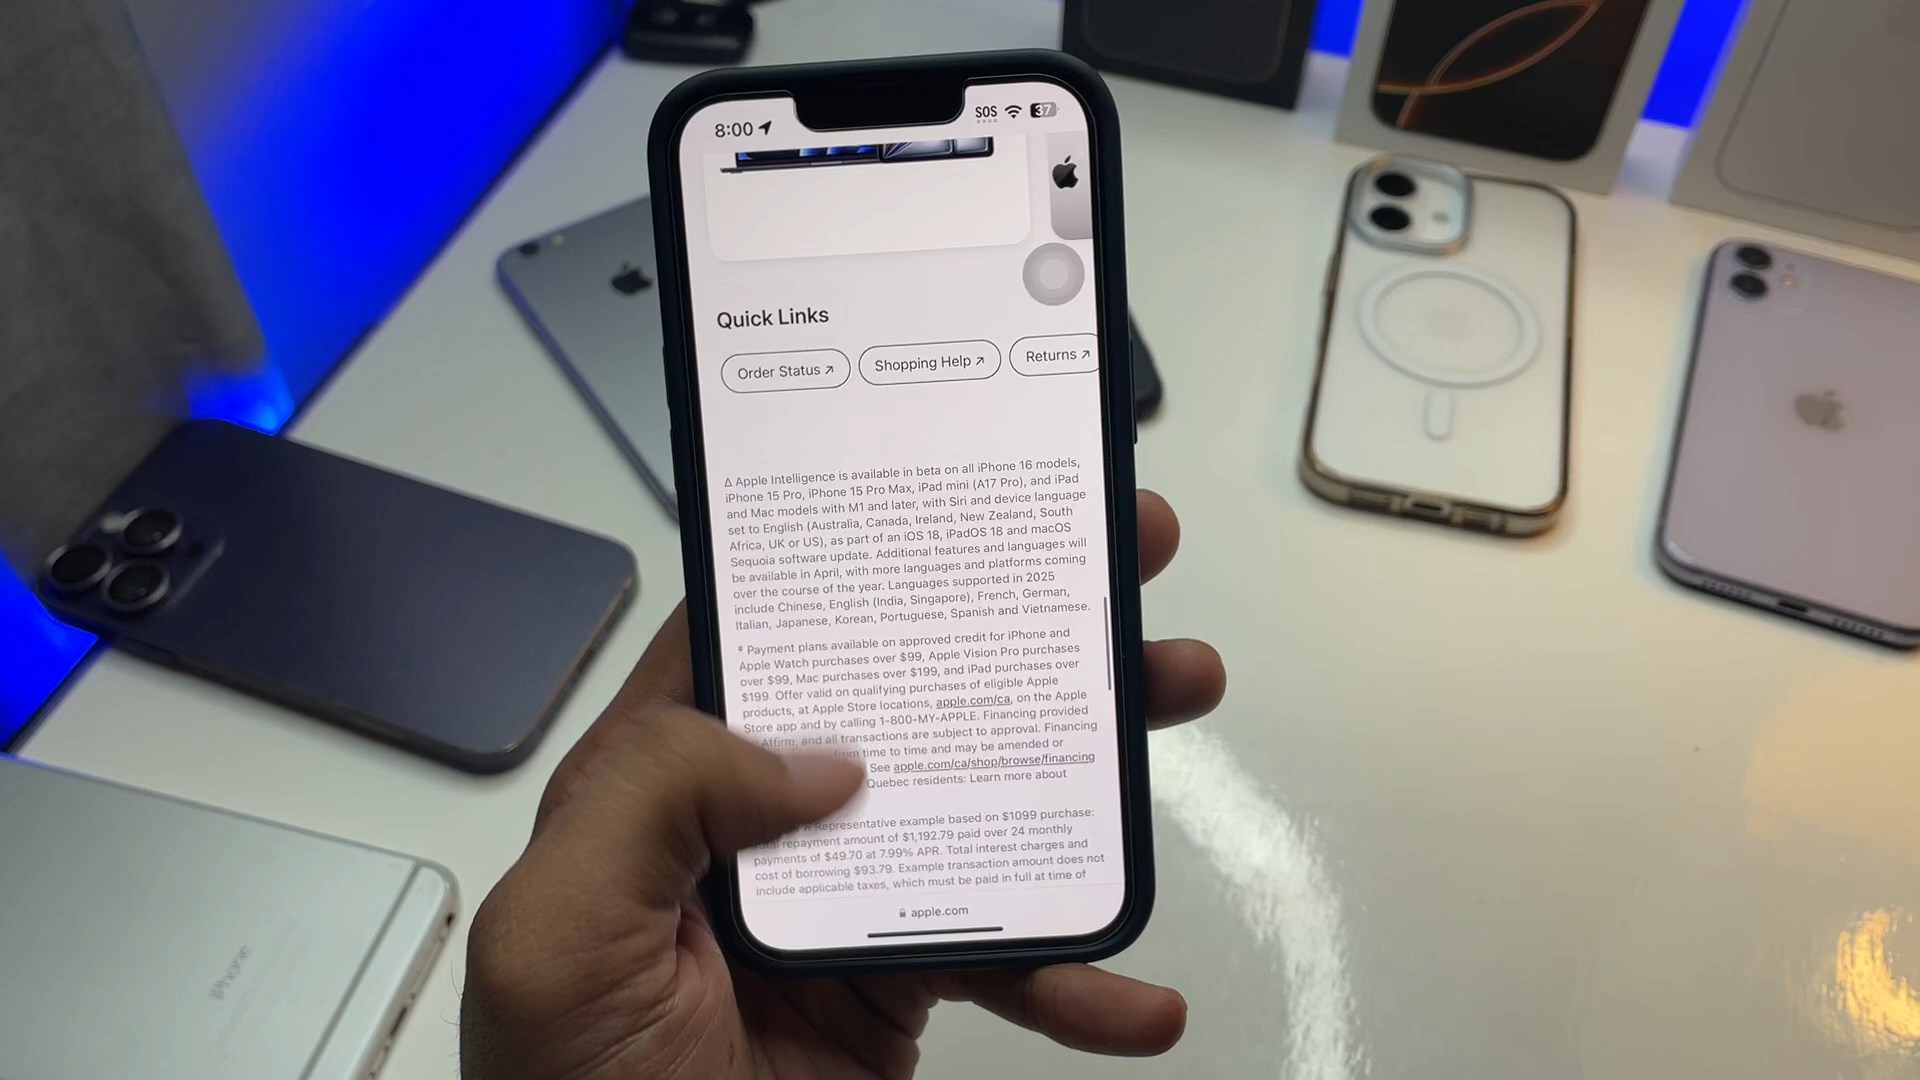 8:00
SOS
37
Quick Links
Order Status ↗
Shopping Help ↗
Returns ↗
Δ Apple Intelligence is available in beta on all iPhone 16 models,
iPhone 15 Pro, iPhone 15 Pro Max, iPad mini (A17 Pro), and iPad
and Mac models with M1 and later, with Siri and device language
set to English (Australia, Canada, Ireland, New Zealand, South
Africa, UK or US), as part of an iOS 18, iPadOS 18 and macOS
Sequoia software update. Additional features and languages will
be available in April, with more languages and platforms coming
over the course of the year. Languages supported in 2025
include Chinese, English (India, Singapore), French, German,
Italian, Japanese, Korean, Portuguese, Spanish and Vietnamese.
* Payment plans available on approved credit for iPhone and
Apple Watch purchases over $99, Apple Vision Pro purchases
over $99, Mac purchases over $199, and iPad purchases over
$199. Offer valid on qualifying purchases of eligible Apple
products, at Apple Store locations, apple.com/ca, on the Apple
Store app and by calling 1-800-MY-APPLE. Financing provided
Affirm, and all transactions are subject to approval. Financing
from time to time and may be amended or
See apple.com/ca/shop/browse/financing
Quebec residents: Learn more about
Representative example based on $1099 purchase:
total repayment amount of $1,192.79 paid over 24 monthly
payments of $49.70 at 7.99% APR. Total interest charges and
cost of borrowing $93.79. Example transaction amount does not
include applicable taxes, which must be paid in full at time of
apple.com
iPhone